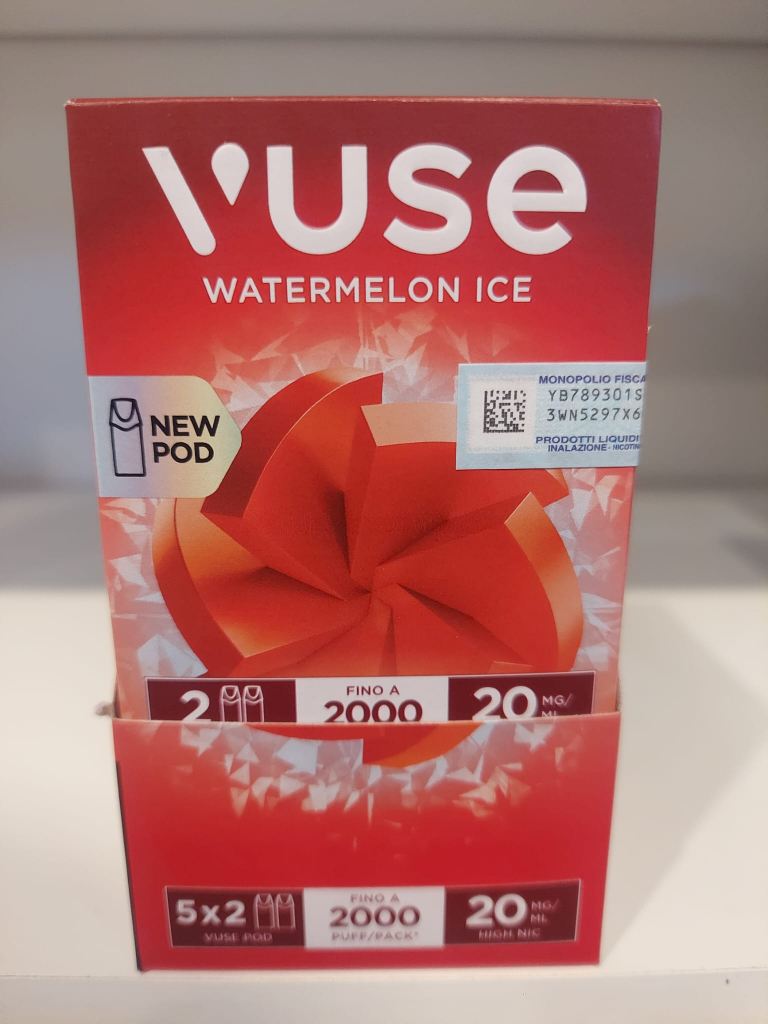 vuse
WATERMELON ICE
NEW
POD
MONOPOLIO
YB789301S
3WN5297X6
PRODOTTI LIQUIDI
INALAZIONE -
2
FINO A
2000
20 MG/
ML
5x2
VUSE POD
FINO A
2000
PUFF/PACK*
20 MG/
ML
HIGH NIC